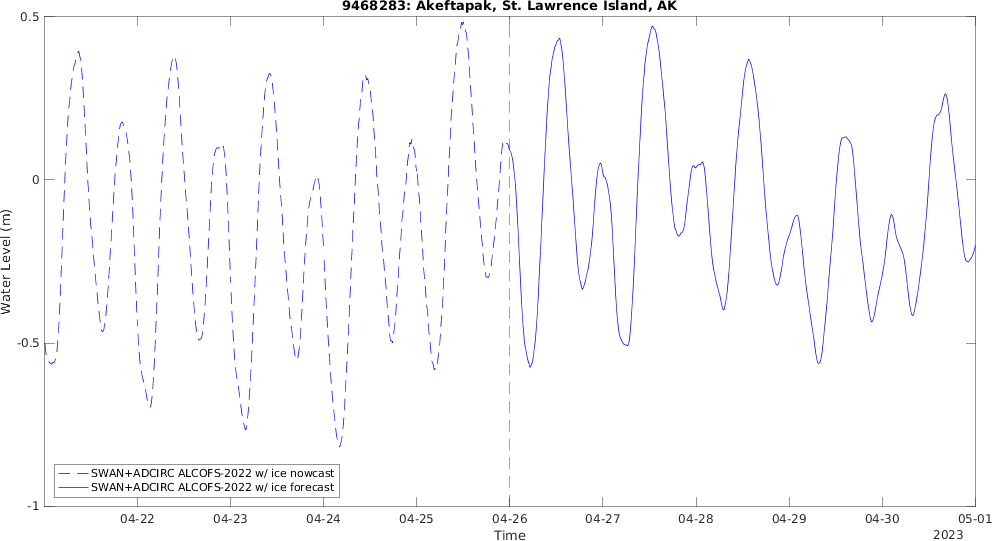 9468283: Akeftapak, St. Lawrence Island, AK
0.5
0
-0.5
-1
Water Level (m)
SWAN+ADCIRC ALCOFS-2022 w/ ice nowcast
SWAN+ADCIRC ALCOFS-2022 w/ ice forecast
04-22 04-23 04-24 04-25 04-26 04-27 04-28 04-29 04-30 05-01
Time
2023